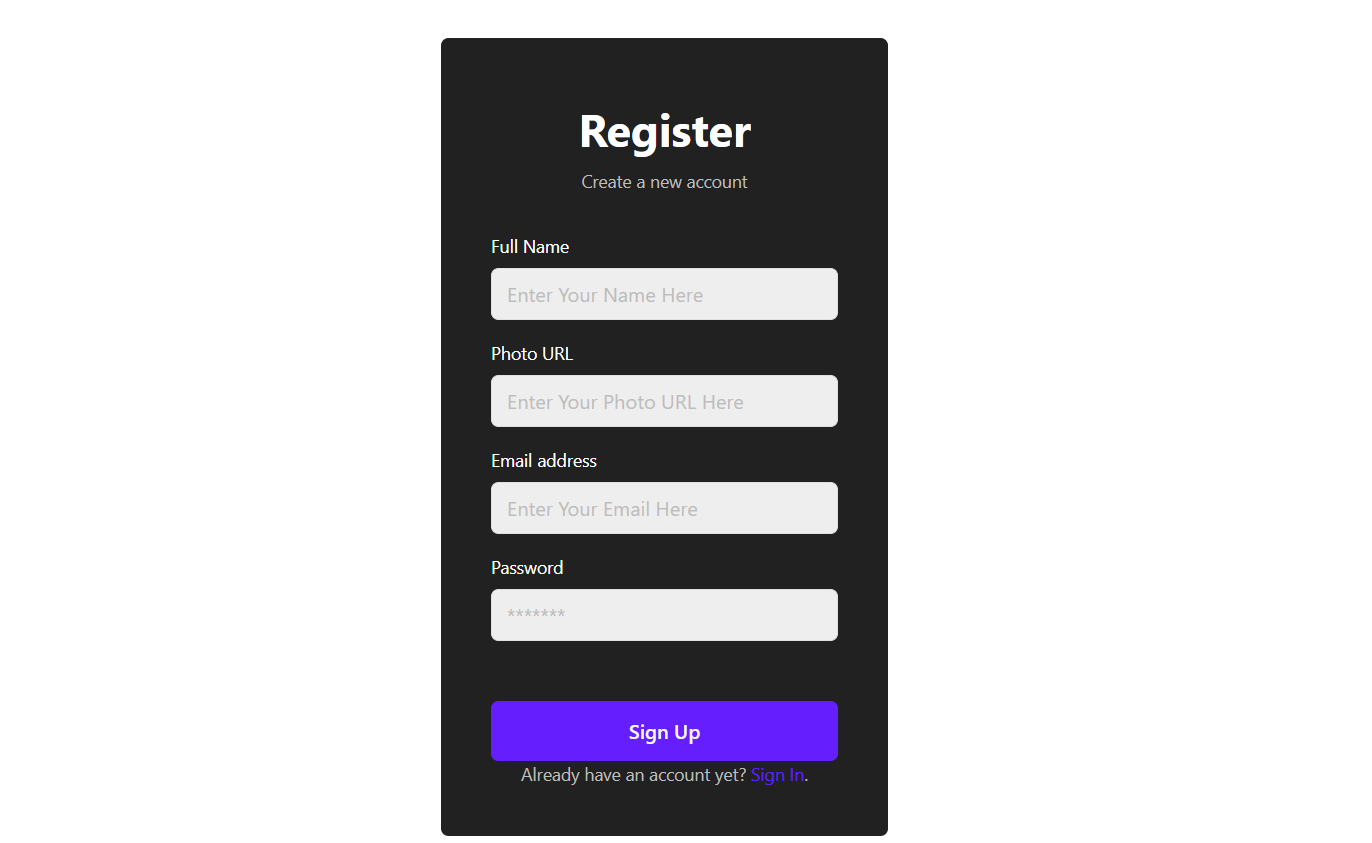 Register
Create a new account
Full Name
Enter Your Name Here
Photo URL
Enter Your Photo URL Here
Email address
Enter Your Email Here
Password
*******
Sign Up
Already have an account yet? Sign In.